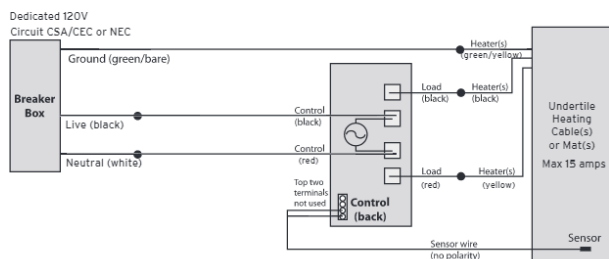 Dedicated 120V
Circuit CSA/CEC or NEC
Ground (green/bare)
Heater(s)
(green/yellow)
Breaker
Box
Live (black)
Control
(black)
Load
(black)
Heater(s)
(black)
Undertile
Heating
Cable(s)
or Mat(s)
Max 15 amps
Neutral (white)
Control
(red)
Load
(red)
Heater(s)
(yellow)
Top two
terminals
not used
Control
(back)
Sensor wire
(no polarity)
Sensor